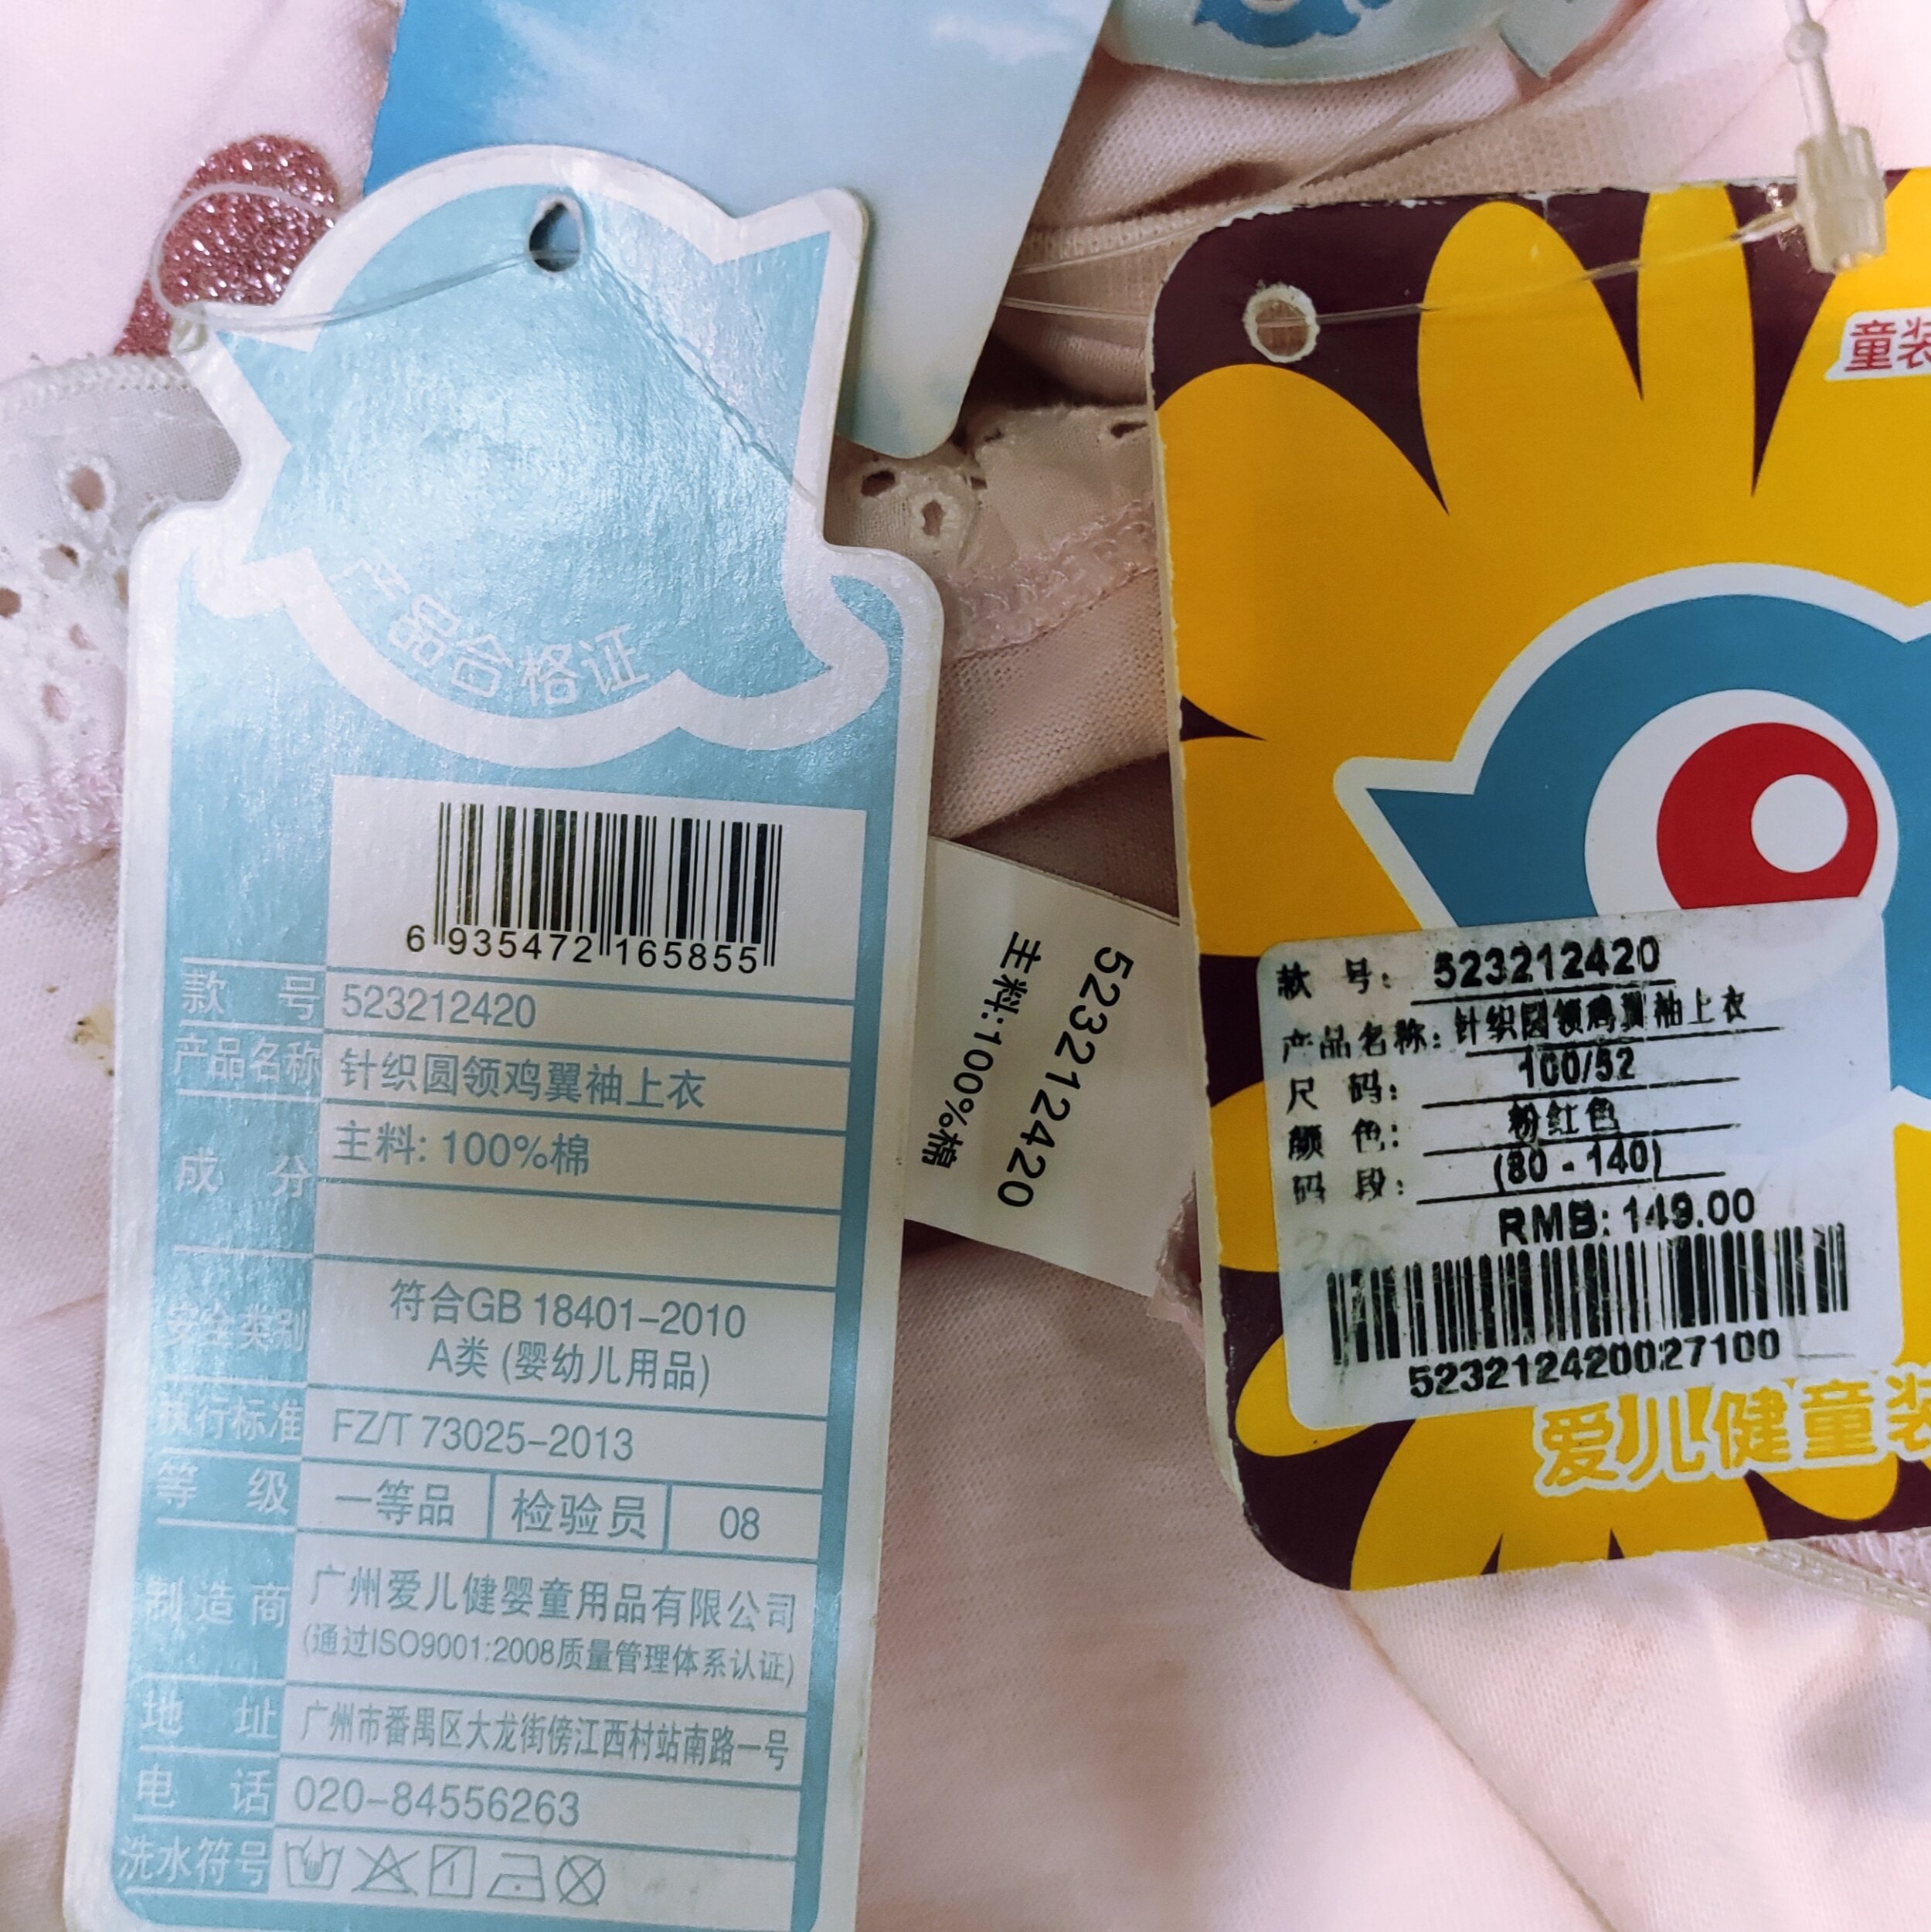 产品合格证
6 935472 165855
款 号 523212420
产品名称 针织圆领鸡翼袖上衣
成 分 主料: 100%棉
安全类别 符合GB 18401-2010
A类 (婴幼儿用品)
执行标准 FZ/T 73025-2013
等 级 一等品 检验员 08
制造商 广州爱儿健婴童用品有限公司
(通过ISO9001:2008质量管理体系认证)
地 址 广州市番禺区大龙街傍江西村站南路一号
电 话 020-84556263
洗水符号
523212420
主料:100%棉
童装
款 号: 523212420
产品名称: 针织圆领鸡翼袖上衣
尺 码: 100/52
颜 色: 粉红色
码 段: (80 - 140)
RMB: 149.00
523212420027100
爱儿健童装